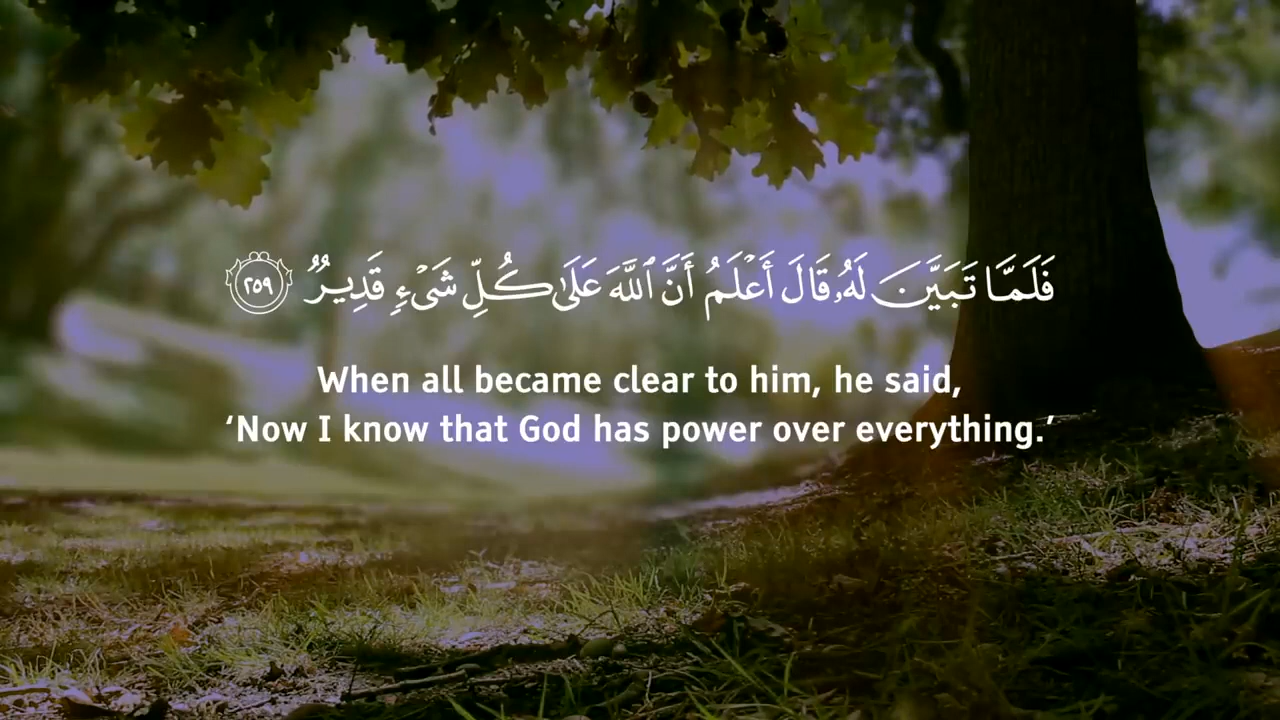 فَلَمَّا تَبَيَّنَ لَهُۥ قَالَ أَعْلَمُ أَنَّ ٱللَّهَ عَلَىٰ كُلِّ شَىْءٍ قَدِيرٌ ٢٥٩
When all became clear to him, he said,
‘Now I know that God has power over everything.’